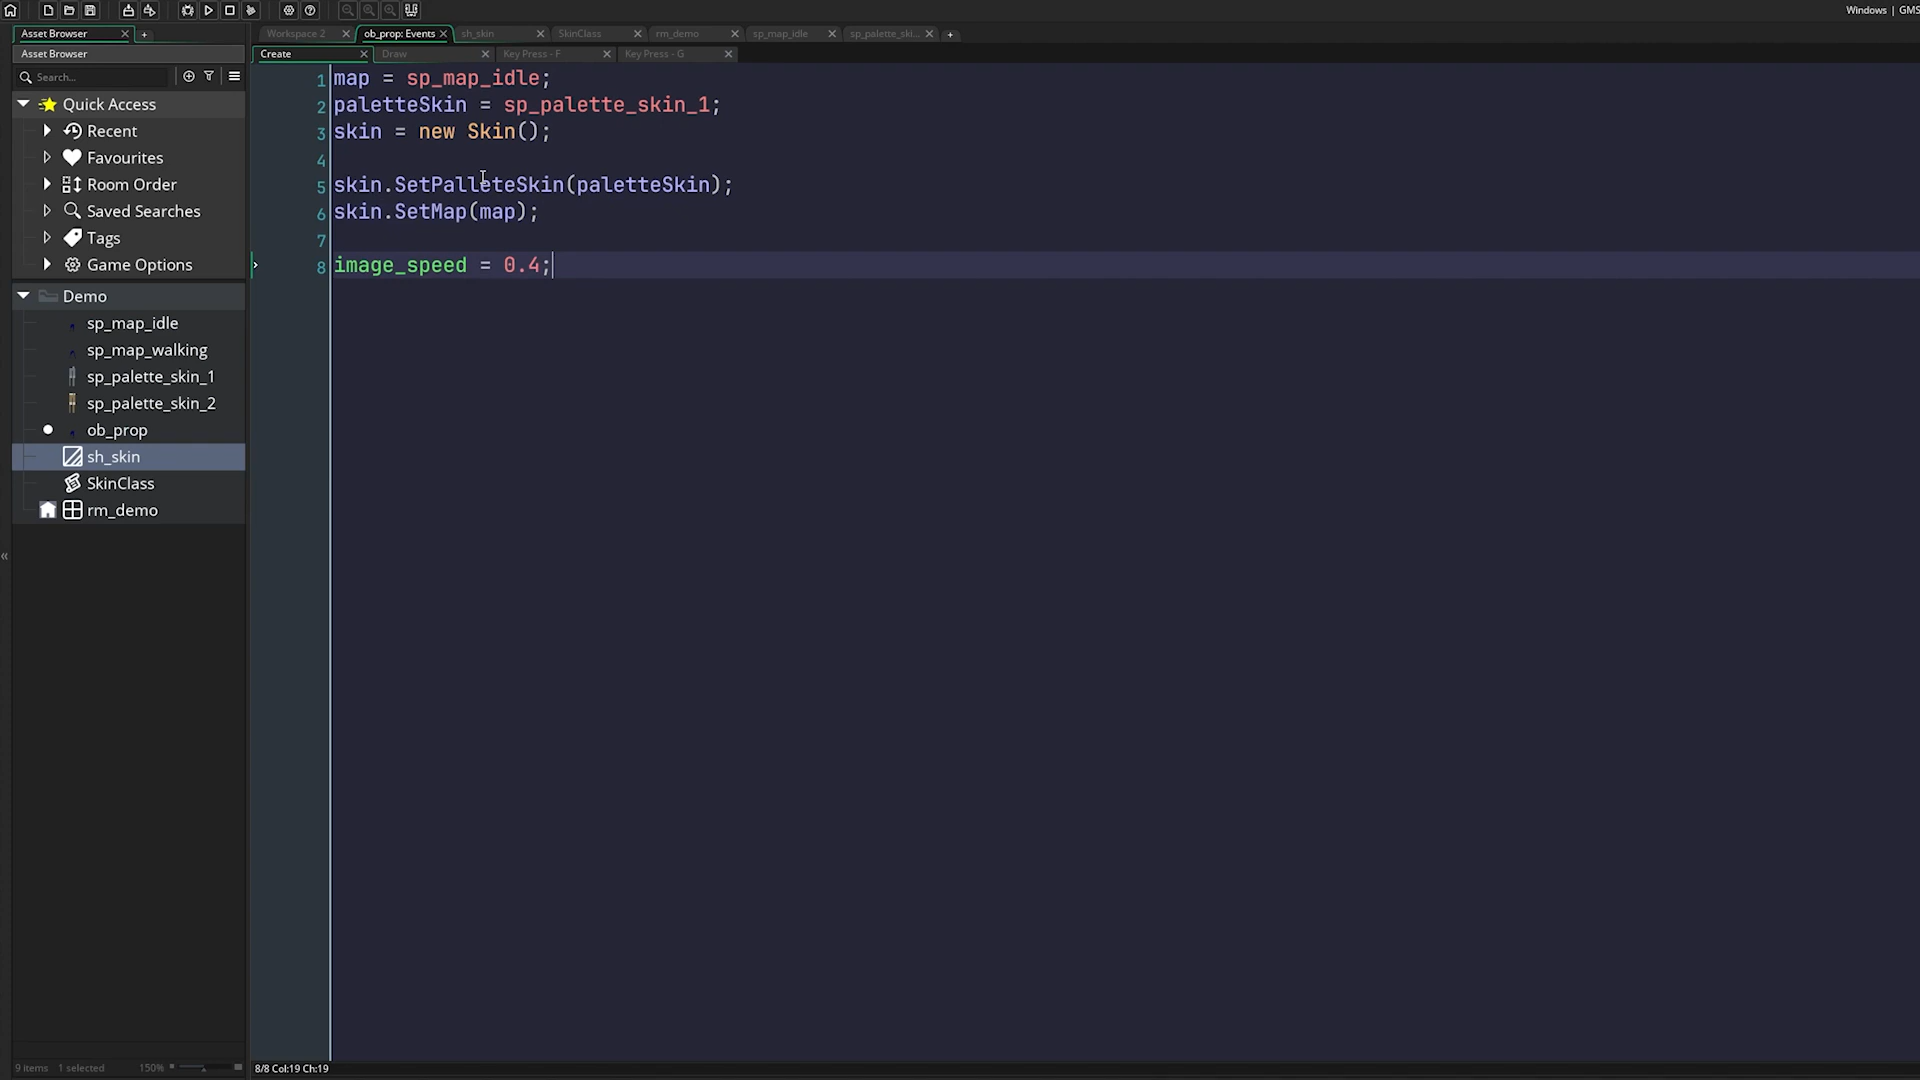 Windows | GMS
Asset Browser
Workspace 2
ob_prop: Events
sh_skin
SkinClass
rm_demo
sp_map_idle
sp_palette_ski...
Asset Browser
Create
Draw
Key Press - F
Key Press - G
Search...
Quick Access
Recent
Favourites
Room Order
Saved Searches
Tags
Game Options
Demo
sp_map_idle
sp_map_walking
sp_palette_skin_1
sp_palette_skin_2
ob_prop
sh_skin
SkinClass
rm_demo
1 map = sp_map_idle;
2 paletteSkin = sp_palette_skin_1;
3 skin = new Skin();
4
5 skin.SetPalleteSkin(paletteSkin);
6 skin.SetMap(map);
7
8 image_speed = 0.4;
9 items 1 selected 150%
8/8 Col:19 Ch:19